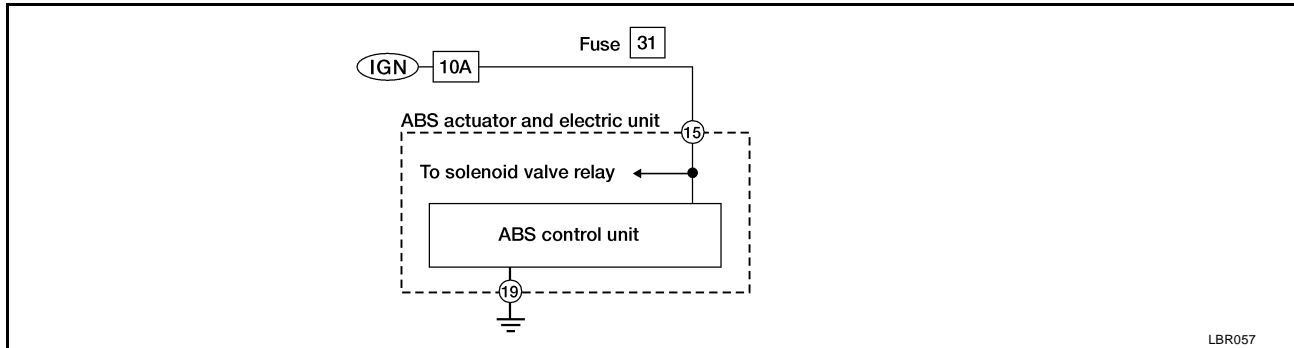 Fuse 31
IGN 10A
ABS actuator and electric unit
15
To solenoid valve relay
ABS control unit
19
LBR057